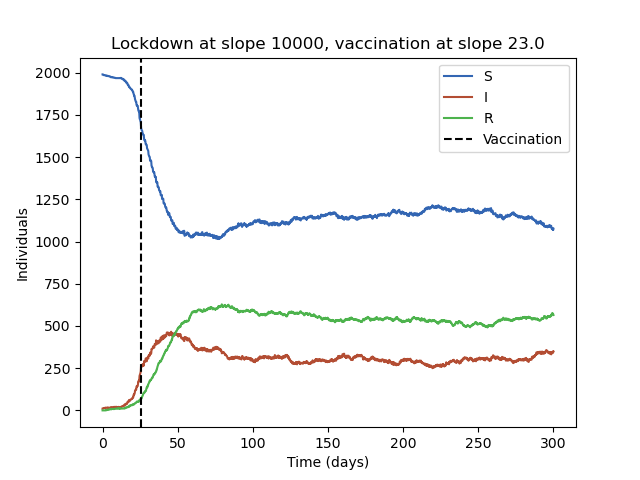 Lockdown at slope 10000, vaccination at slope 23.0
S
I
R
Vaccination
Individuals
2000
1750
1500
1250
1000
750
500
250
0
0 50 100 150 200 250 300
Time (days)